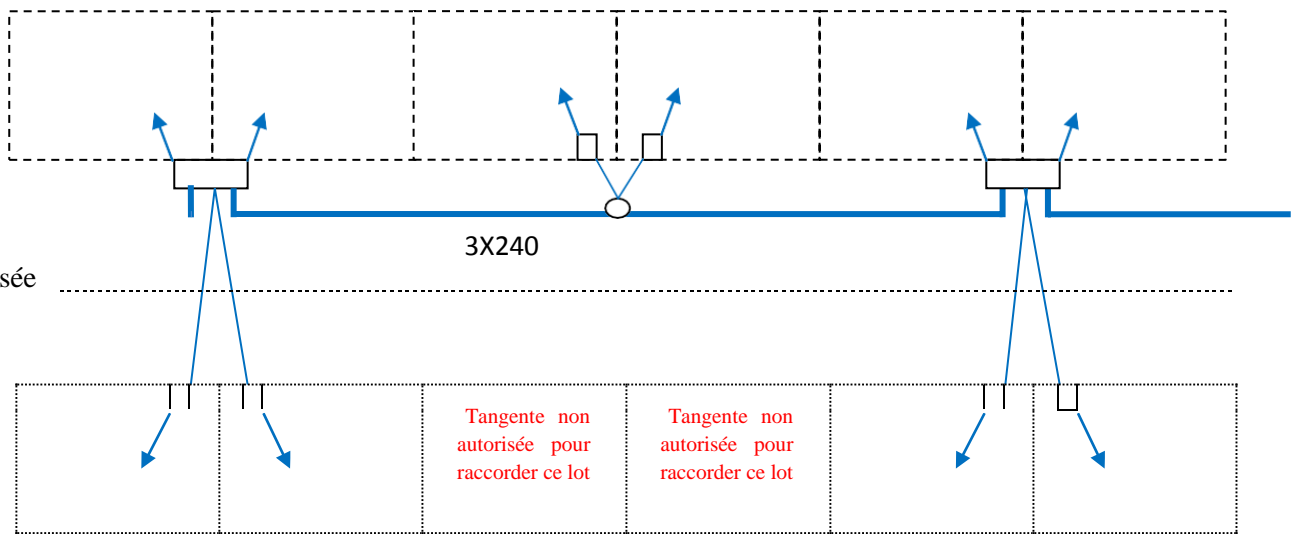 3X240
sée
Tangente non
autorisée pour
raccorder ce lot
Tangente non
autorisée pour
raccorder ce lot